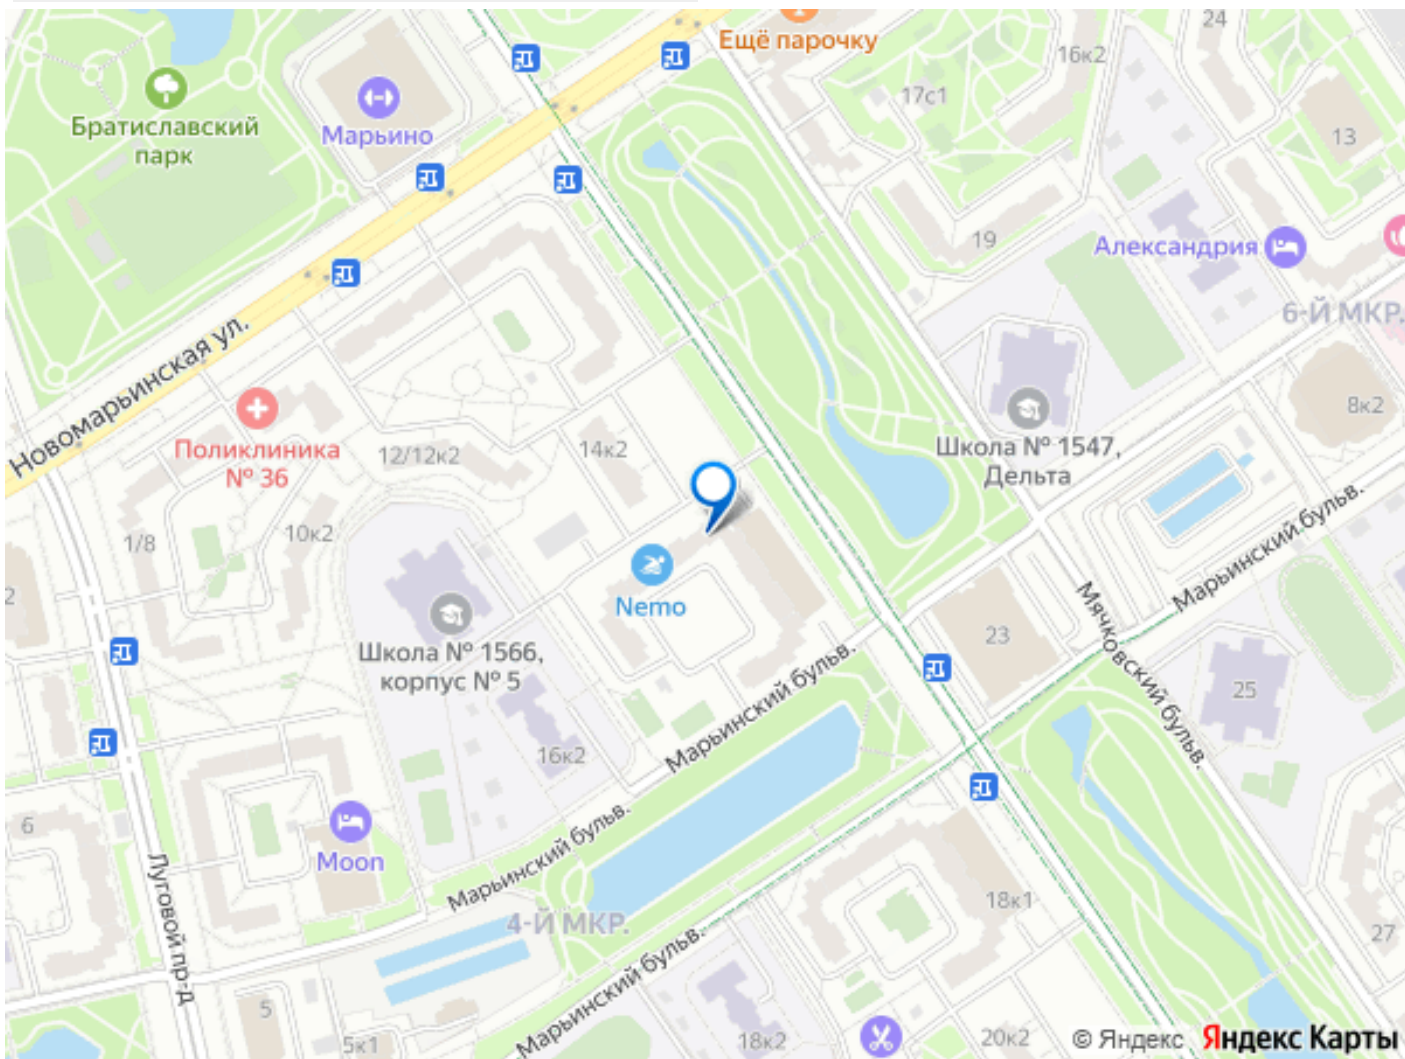 24
Ещё парочку
16к2
17с1
Братиславский
парк
Марьино
13
19
Александрия
6-Й МКР.
Новомарьинская ул.
Школа № 1547,
Дельта
8к2
Поликлиника
№ 36
12/12к2
14к2
1/8
10к2
Марьинский бульв.
2
Nemo
Школа № 1566,
корпус № 5
23
Мячковский бульв.
25
Марьинский бульв.
16к2
6
Moon
Марьинский бульв.
Луговой пр-д
4-Й МКР.
18к1
27
Марьинский бульв.
5
5к1
18к2
20к2
© Яндекс Яндекс Карты